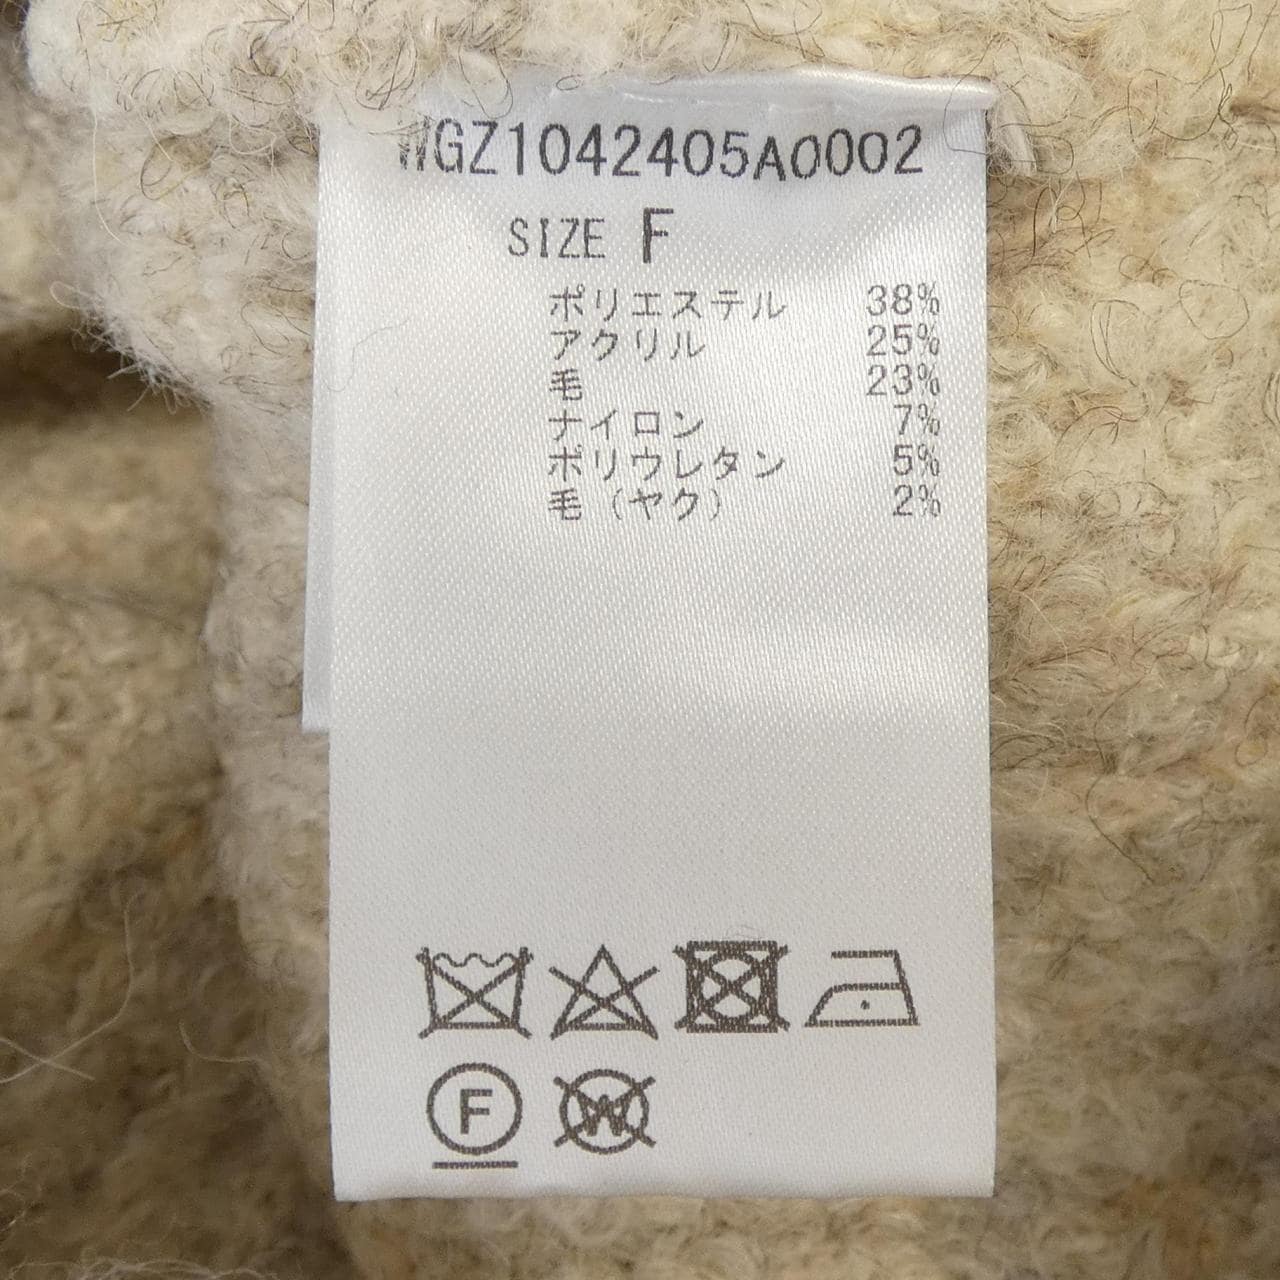 WGZ1042405A0002
SIZE F
ポリエステル 38%
アクリル 25%
毛 23%
ナイロン 7%
ポリウレタン 5%
毛(ヤク) 2%
F
W